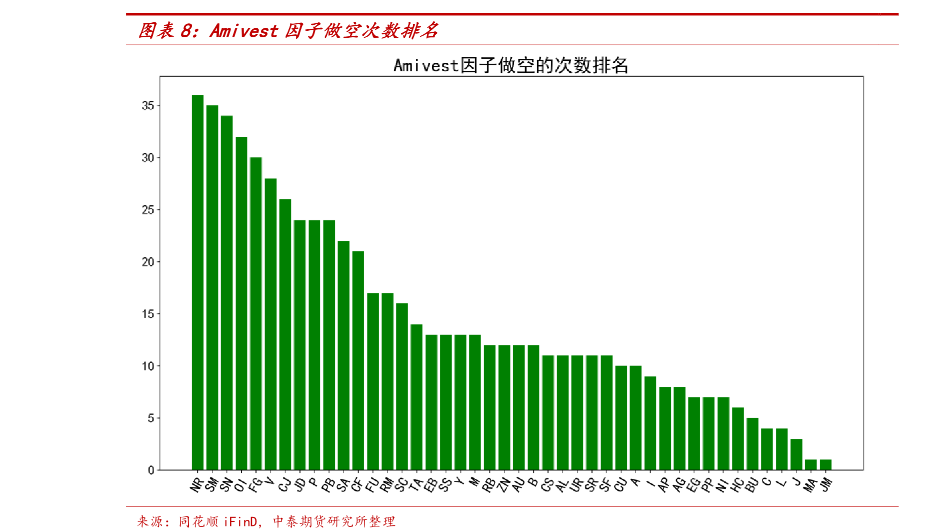 图表 8：Amivest 因子做空次数排名
Amivest因子做空的次数排名
35
30
25
20
15
10
5
0
NR SM SN OI FG V CJ JD P PB SA CF FU RM SC TA EB SS Y M RB ZN AU B CS AL UR SR SF CU A I AP AG EG PP NI HC BU C L J MA JM
来源：同花顺 iFinD，中泰期货研究所整理